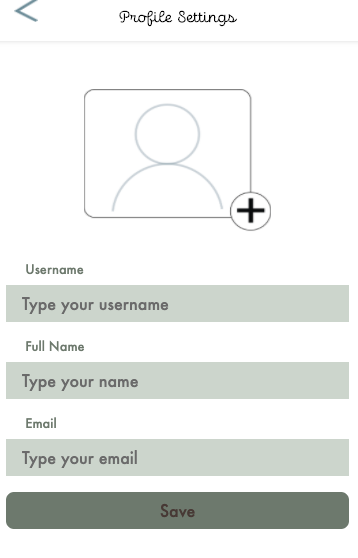 Profile Settings
Username
Type your username
Full Name
Type your name
Email
Type your email
Save